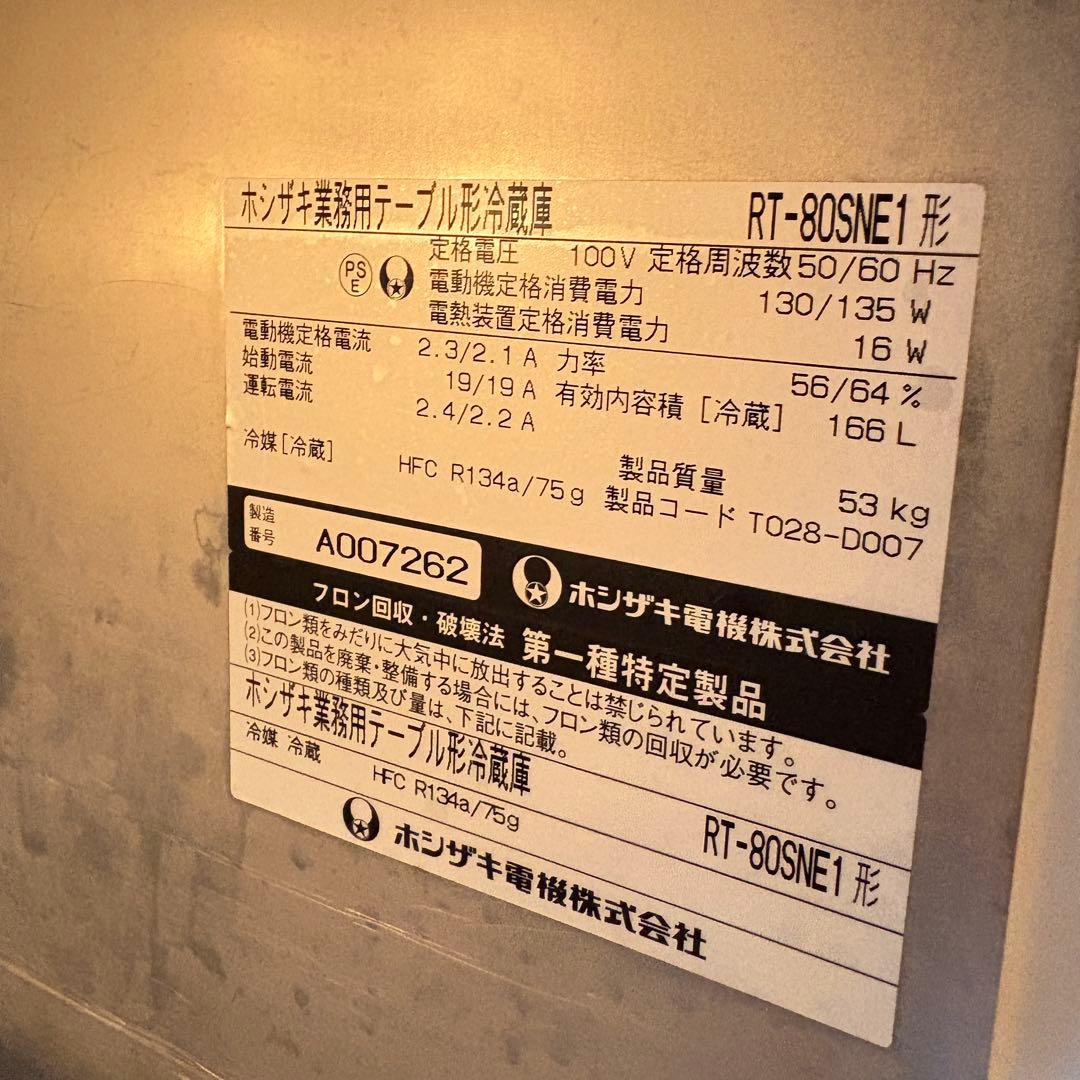 ホシザキ業務用テーブル形冷蔵庫 RT-80SNE1 形
PS E 定格電圧 100V 定格周波数 50/60 Hz
電動機定格消費電力 130/135 W
電熱装置定格消費電力 16 W
電動機定格電流 2.3/2.1 A 力率 56/64 %
始動電流 19/19 A 有効内容積 [冷蔵] 166 L
運転電流 2.4/2.2 A
冷媒[冷蔵] HFC R134a/75g 製品質量 53 kg
製品コード T028-D007
製造番号 A007262 ホシザキ電機株式会社
フロン回収・破壊法 第一種特定製品
(1)フロン類をみだりに大気中に放出することは禁じられています。
(2)この製品を廃棄・整備する場合には、フロン類の回収が必要です。
(3)フロン類の種類及び量は、下記に記載。
ホシザキ業務用テーブル形冷蔵庫 RT-80SNE1 形
冷媒 冷蔵 HFC R134a/75g
ホシザキ電機株式会社